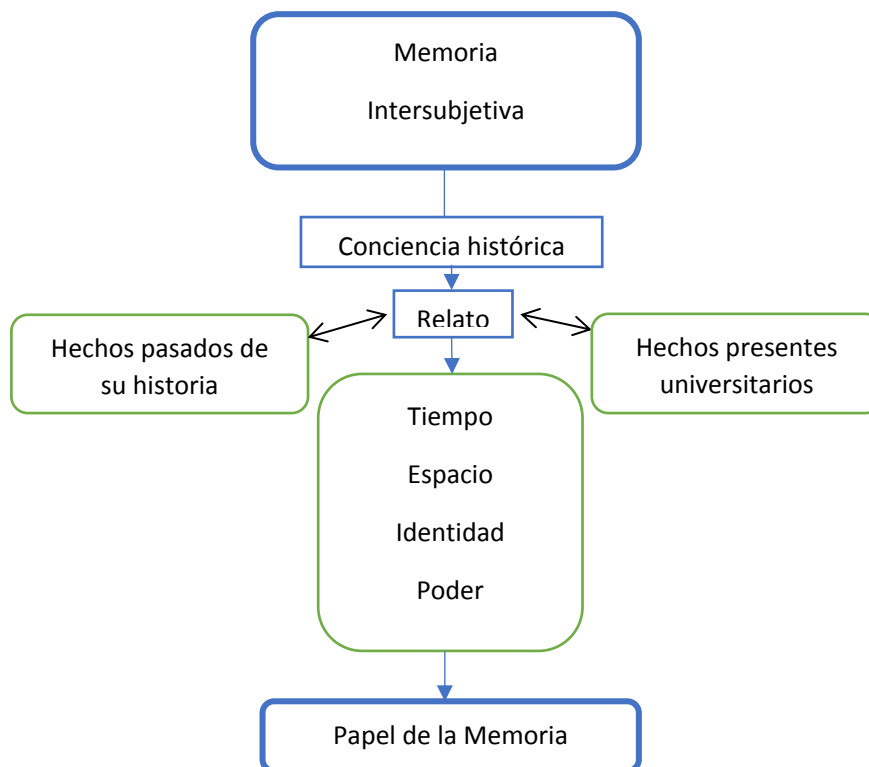 Memoria
Intersubjetiva
Conciencia histórica
Relato
Hechos pasados de
su historia
Hechos presentes
universitarios
Tiempo
Espacio
Identidad
Poder
Papel de la Memoria